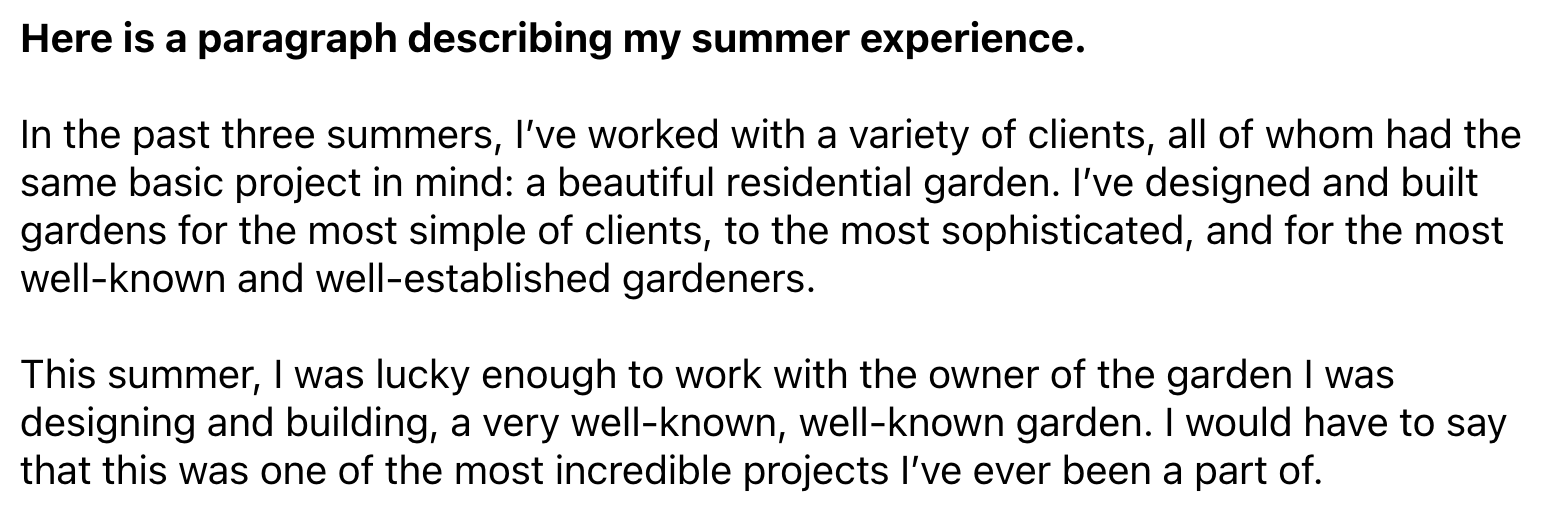 Here is a paragraph describing my summer experience.
In the past three summers, I’ve worked with a variety of clients, all of whom had the
same basic project in mind: a beautiful residential garden. I’ve designed and built
gardens for the most simple of clients, to the most sophisticated, and for the most
well-known and well-established gardeners.
This summer, I was lucky enough to work with the owner of the garden I was
designing and building, a very well-known, well-known garden. I would have to say
that this was one of the most incredible projects I’ve ever been a part of.